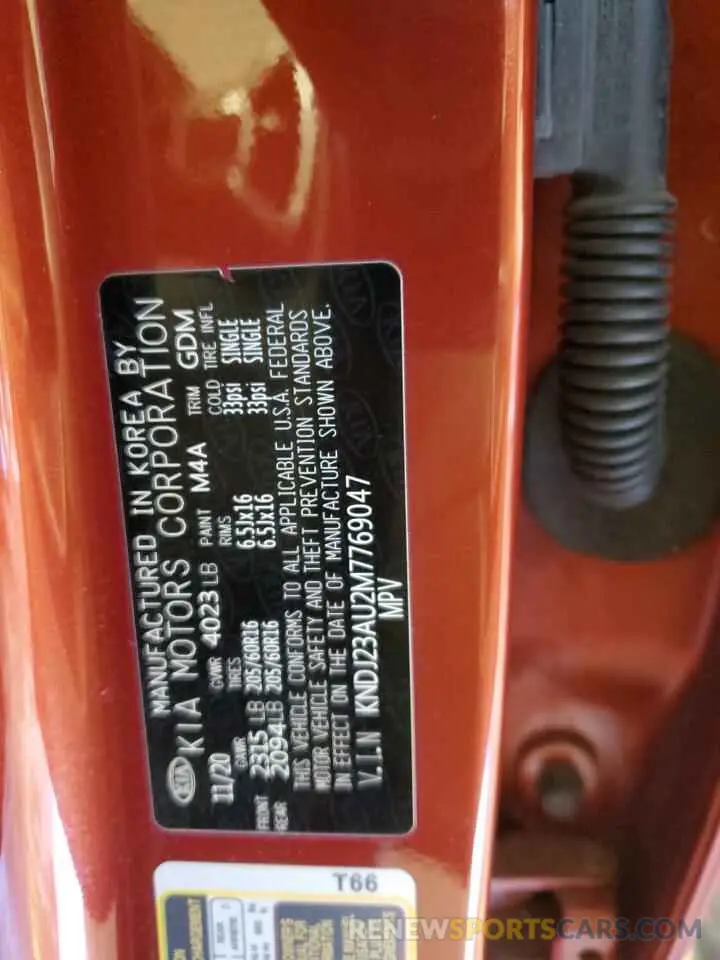 MANUFACTURED IN KOREA BY
KIA KIA MOTORS CORPORATION
11/20 GVWR 4023 LB PAINT M4A TRIM GDM
GAWR TIRES RIMS COLD TIRE INFL
FRONT 2315 LB 205/60R16 6.5Jx16 33psi SINGLE
REAR 2094 LB 205/60R16 6.5Jx16 33psi SINGLE
THIS VEHICLE CONFORMS TO ALL APPLICABLE U.S.A. FEDERAL
MOTOR VEHICLE SAFETY AND THEFT PREVENTION STANDARDS
IN EFFECT ON THE DATE OF MANUFACTURE SHOWN ABOVE.
V.I.N KNDJ23AU2M7769047
MPV
T66
RENEWSPORTSCARS.COM